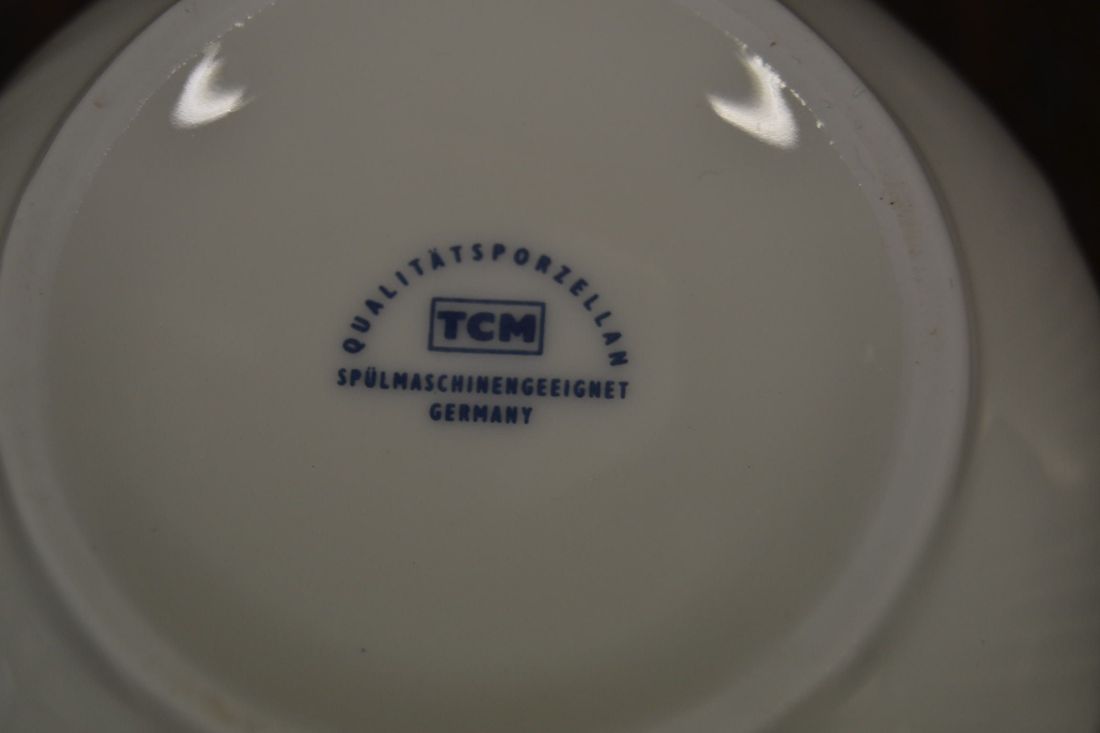 QUALITÄTSPORZELLAN
TCM
SPÜLMASCHINENGEEIGNET
GERMANY